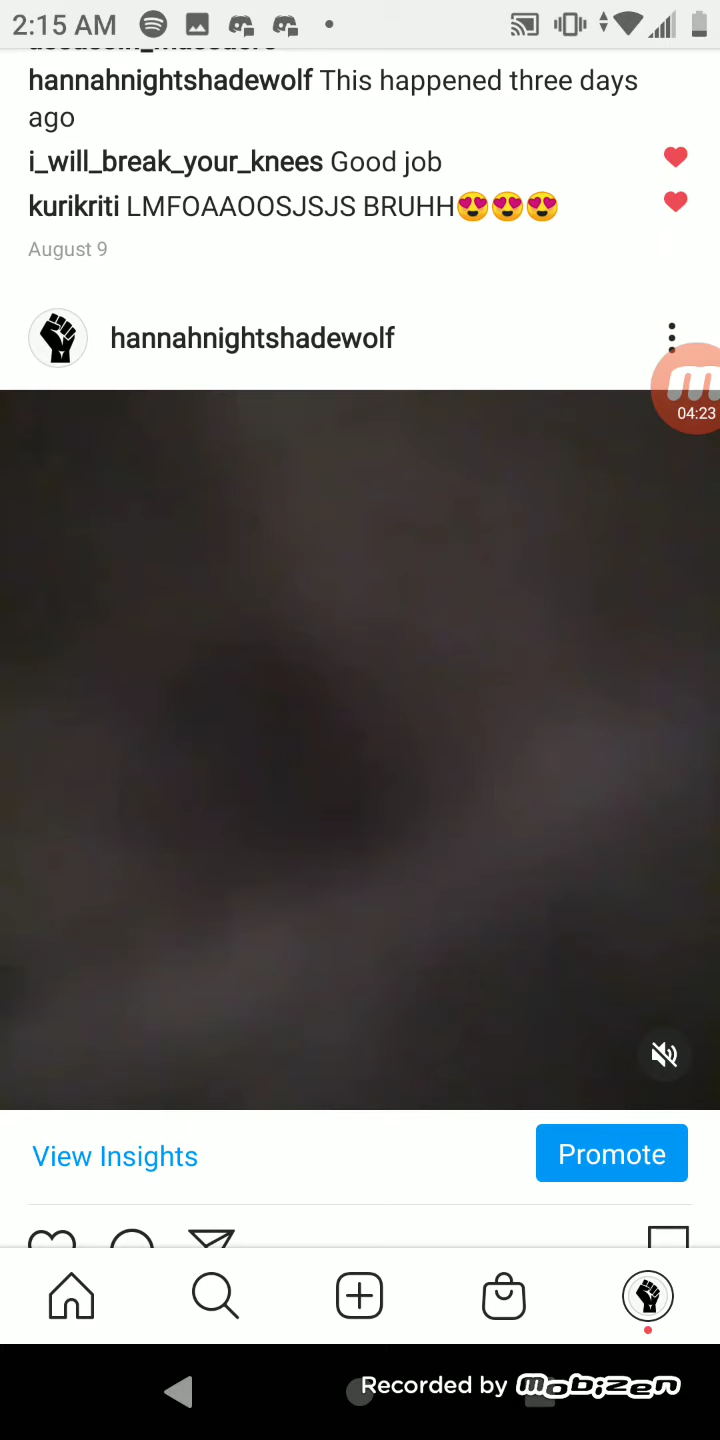 2:15 AM
hannahnightshadewolf This happened three days
ago
i_will_break_your_knees Good job
kurikriti LMFOAAOOSJSJS BRUHH😍😍😍
August 9
hannahnightshadewolf
m
04:23
View Insights
Promote
Recorded by mobizen